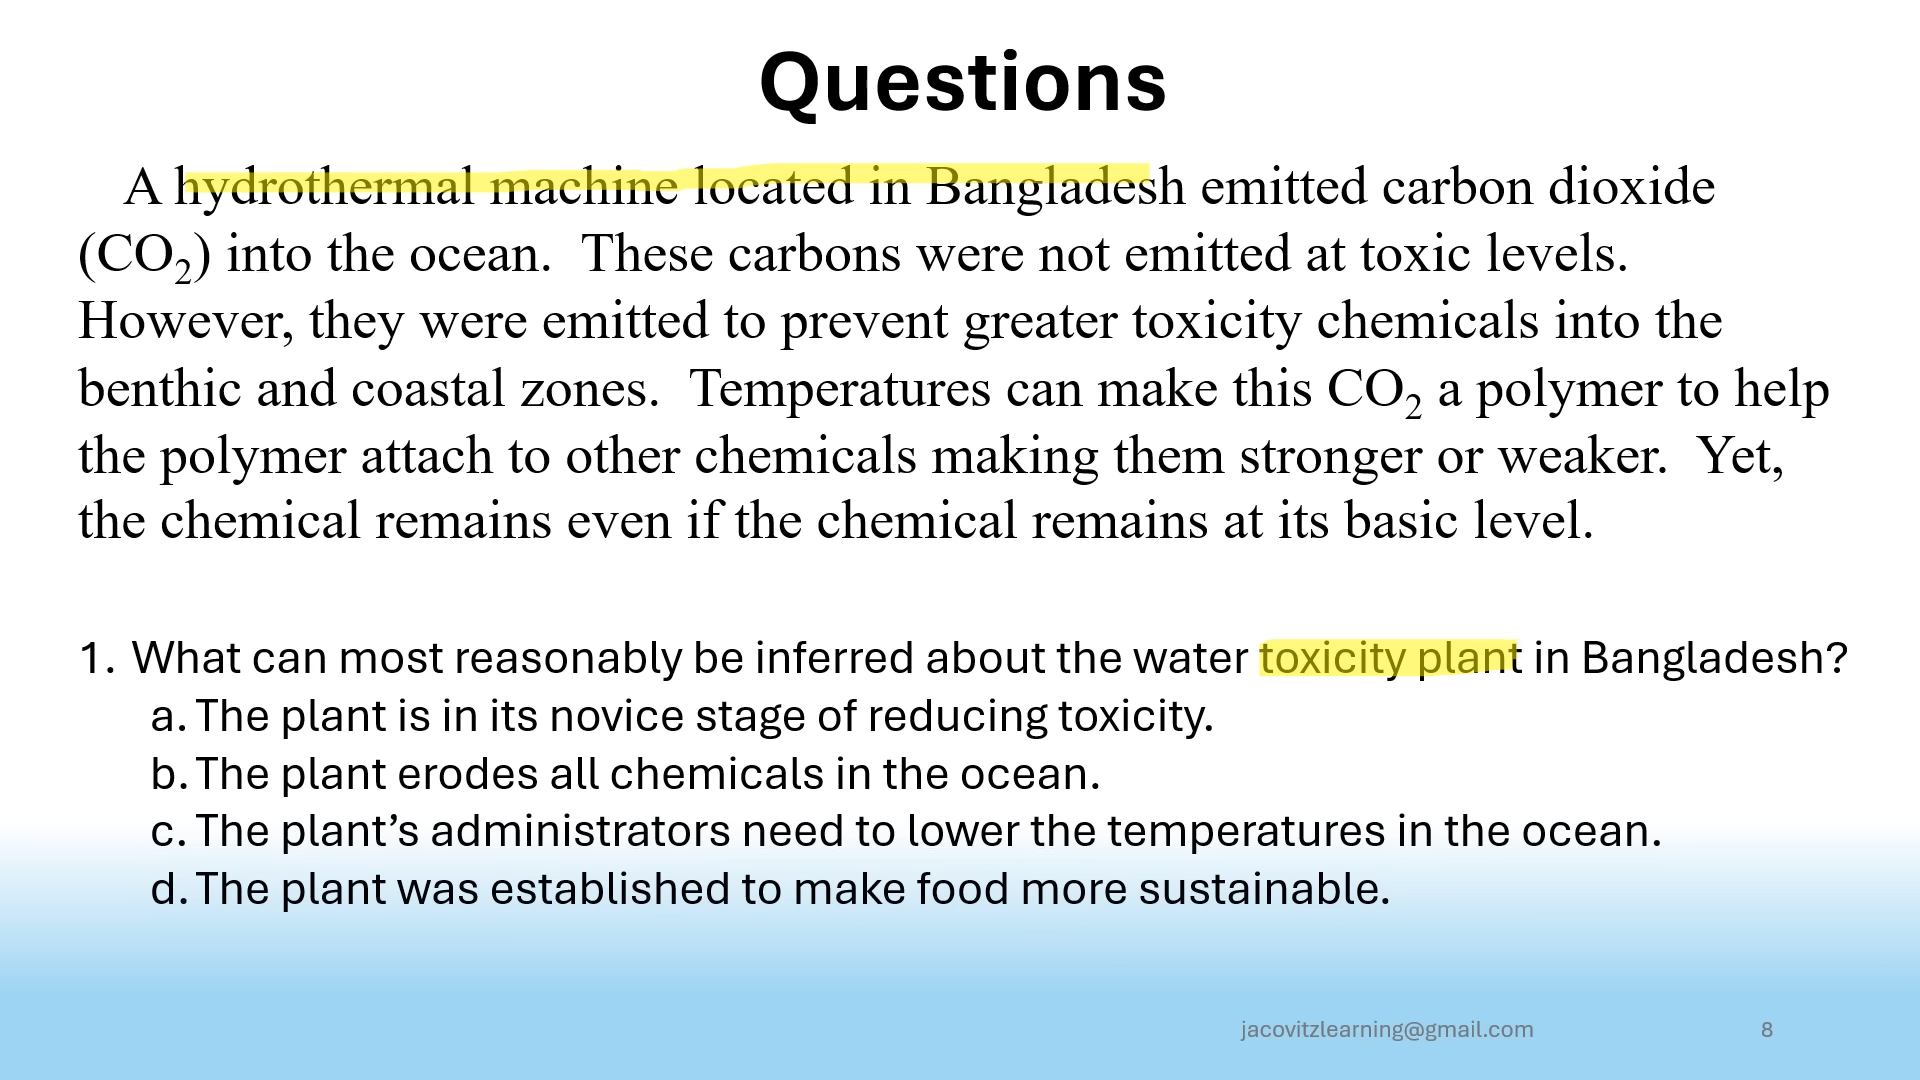 Questions
A hydrothermal machine located in Bangladesh emitted carbon dioxide
(CO₂) into the ocean.  These carbons were not emitted at toxic levels.
However, they were emitted to prevent greater toxicity chemicals into the
benthic and coastal zones.  Temperatures can make this CO₂ a polymer to help
the polymer attach to other chemicals making them stronger or weaker.  Yet,
the chemical remains even if the chemical remains at its basic level.
1. What can most reasonably be inferred about the water toxicity plant in Bangladesh?
a. The plant is in its novice stage of reducing toxicity.
b. The plant erodes all chemicals in the ocean.
c. The plant’s administrators need to lower the temperatures in the ocean.
d. The plant was established to make food more sustainable.
jacovitzlearning@gmail.com 8